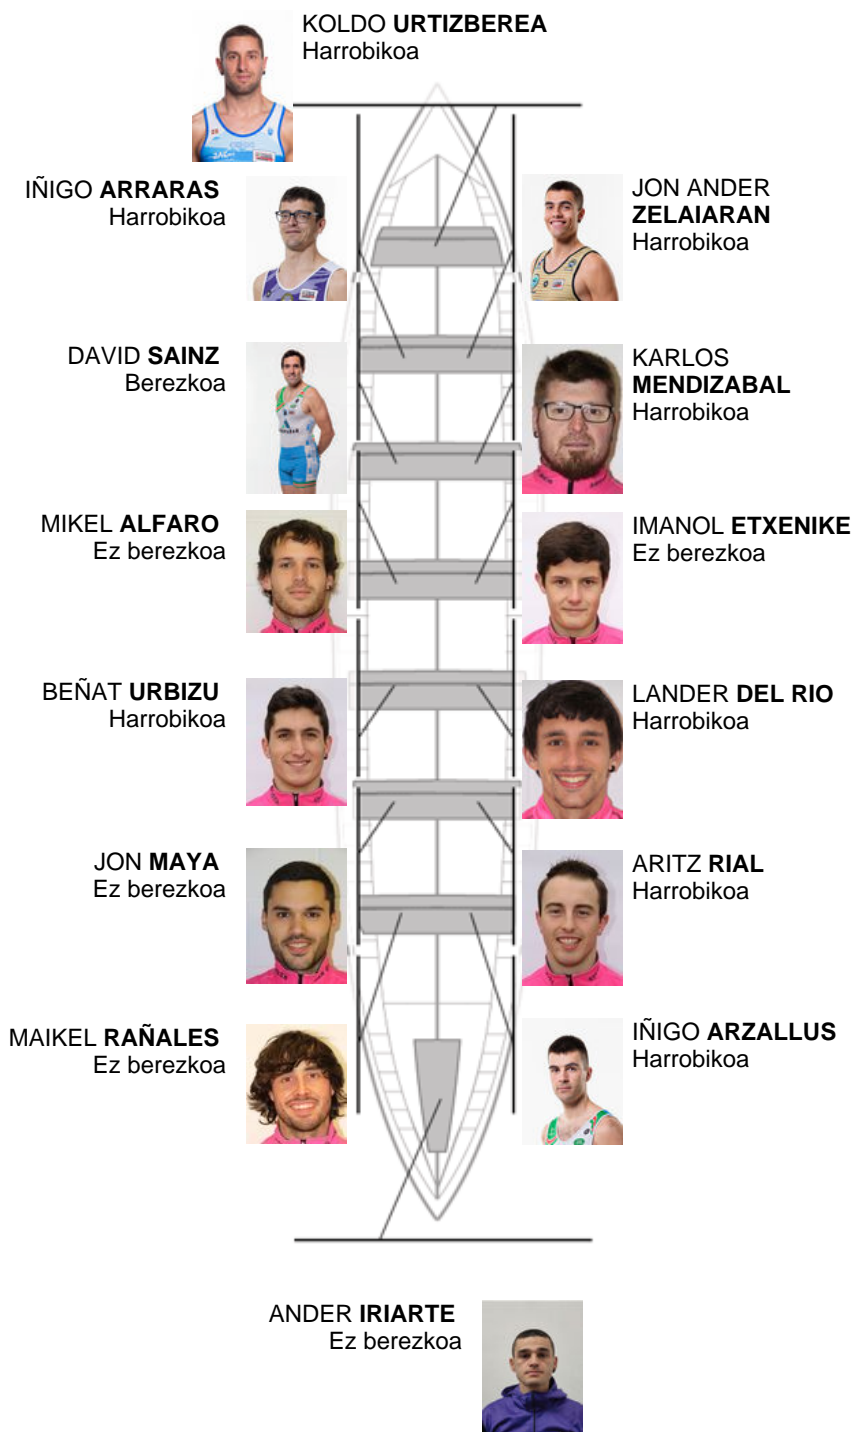 KOLDO URTIZBEREA
Harrobikoa
IÑIGO ARRARAS
Harrobikoa
JON ANDER
ZELAIARAN
Harrobikoa
DAVID SAINZ
Berezkoa
KARLOS
MENDIZABAL
Harrobikoa
MIKEL ALFARO
Ez berezkoa
IMANOL ETXENIKE
Ez berezkoa
BEÑAT URBIZU
Harrobikoa
LANDER DEL RIO
Harrobikoa
JON MAYA
Ez berezkoa
ARITZ RIAL
Harrobikoa
MAIKEL RAÑALES
Ez berezkoa
IÑIGO ARZALLUS
Harrobikoa
ANDER IRIARTE
Ez berezkoa